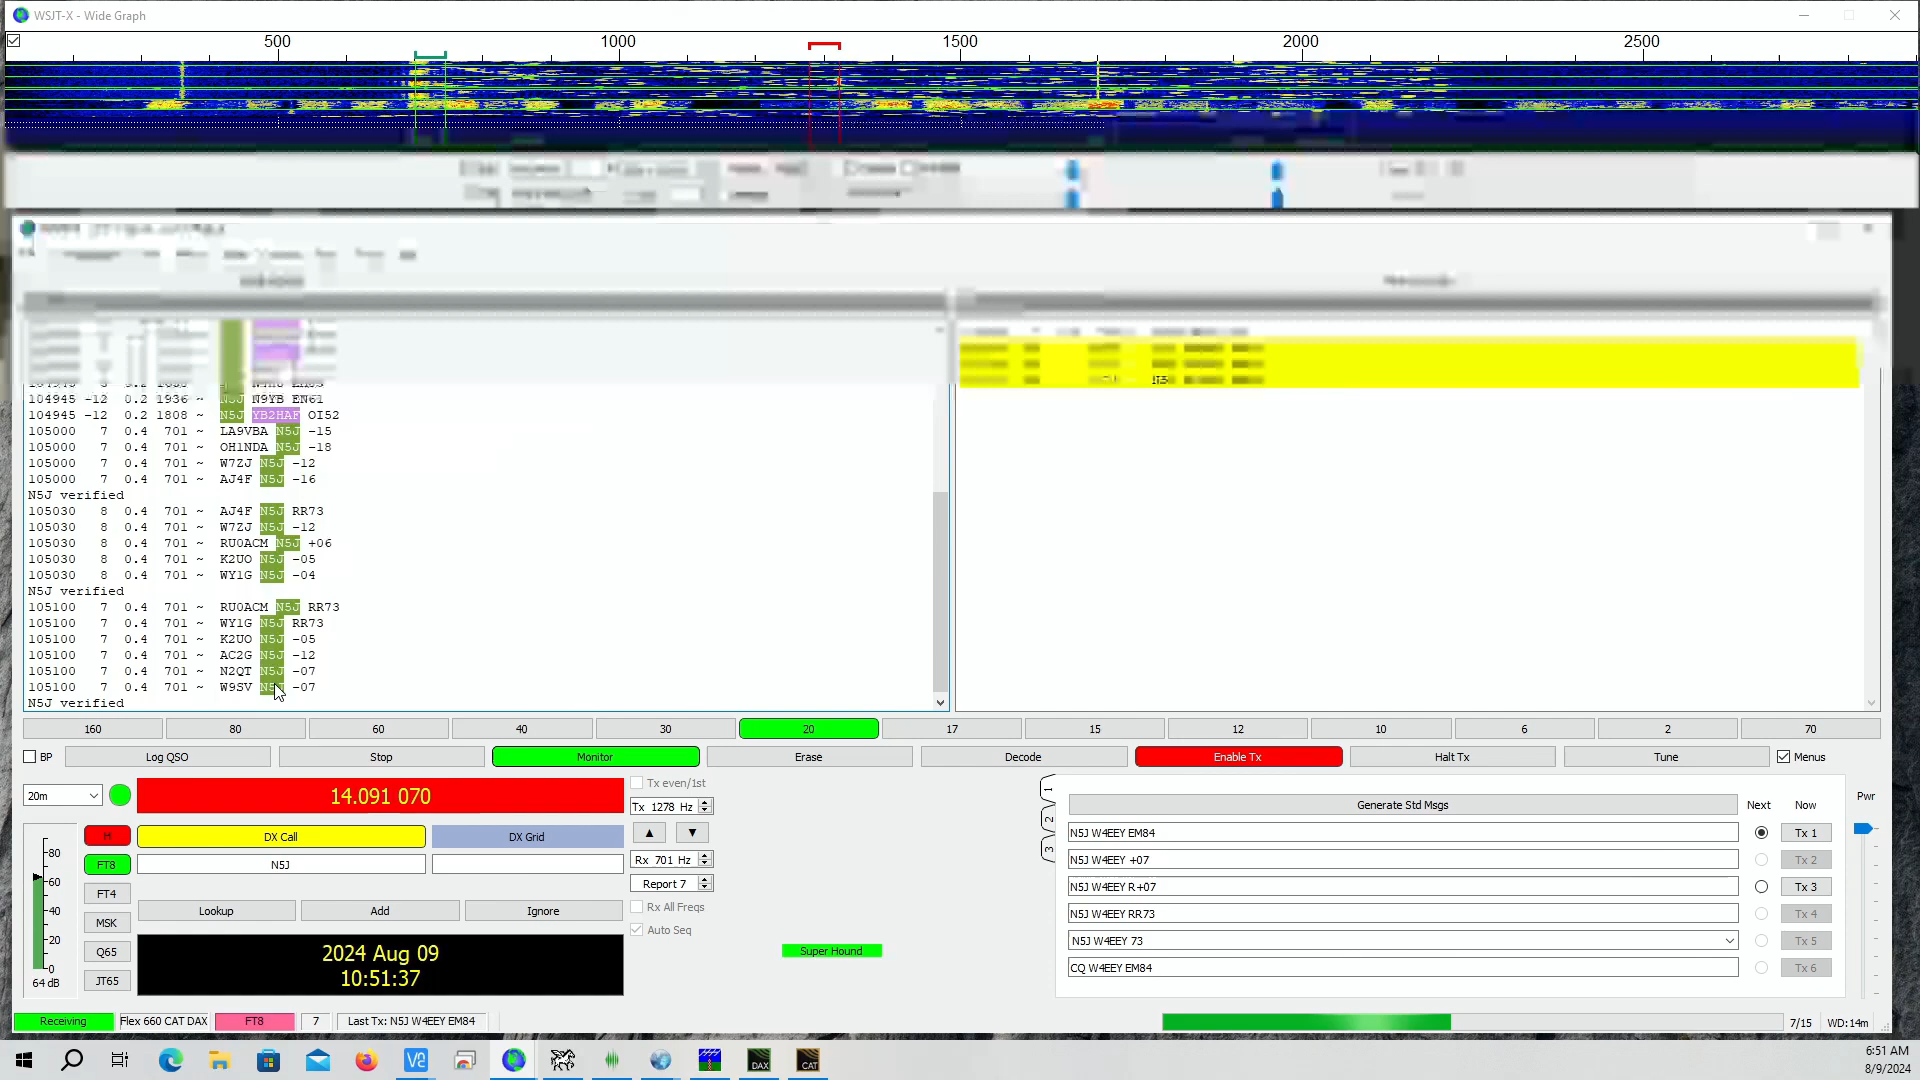 WSJT-X - Wide Graph
500 1000 1500 2000 2500
104945 -12 0.2 1936 ~ N5J N9YB EN61
104945 -12 0.2 1808 ~ N5J YB2HAF OI52
105000 7 0.4 701 ~ LA9VBA N5J -15
105000 7 0.4 701 ~ OH1NDA N5J -18
105000 7 0.4 701 ~ W7ZJ N5J -12
105000 7 0.4 701 ~ AJ4F N5J -16
N5J verified
105030 8 0.4 701 ~ AJ4F N5J RR73
105030 8 0.4 701 ~ W7ZJ N5J -12
105030 8 0.4 701 ~ RU0ACM N5J +06
105030 8 0.4 701 ~ K2UO N5J -05
105030 8 0.4 701 ~ WY1G N5J -04
N5J verified
105100 7 0.4 701 ~ RU0ACM N5J RR73
105100 7 0.4 701 ~ WY1G N5J RR73
105100 7 0.4 701 ~ K2UO N5J -05
105100 7 0.4 701 ~ AC2G N5J -12
105100 7 0.4 701 ~ N2QT N5J -07
105100 7 0.4 701 ~ W9SV N5J -07
N5J verified
160 80 60 40 30 20 17 15 12 10 6 2 70
BP Log QSO Stop Monitor Erase Decode Enable Tx Halt Tx Tune Menus
20m 14.091 070 Tx even/1st
Tx 1278 Hz
H DX Call DX Grid
FT8 N5J Rx 701 Hz
Report 7
FT4
Lookup Add Ignore Rx All Freqs
MSK Auto Seq
Q65 2024 Aug 09 Super Hound
JT65 10:51:37
80
60
40
20
0
64 dB
1
2
3
Generate Std Msgs Next Now Pwr
N5J W4EEY EM84 Tx 1
N5J W4EEY +07 Tx 2
N5J W4EEY R+07 Tx 3
N5J W4EEY RR73 Tx 4
N5J W4EEY 73 Tx 5
CQ W4EEY EM84 Tx 6
Receiving Flex 660 CAT DAX FT8 7 Last Tx: N5J W4EEY EM84 7/15 WD:14m
V2 DAX CAT
6:51 AM
8/9/2024